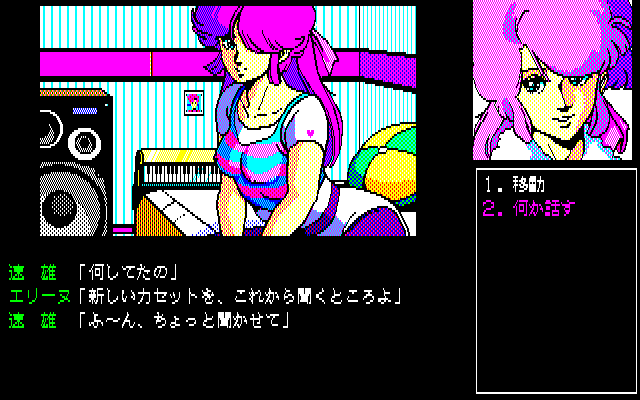 1. 移動
2. 何か話す
速 雄 「何してたの」
エリーヌ「新しいカセットを、これから聞くところよ」
速 雄 「ふ〜ん、ちょっと聞かせて」